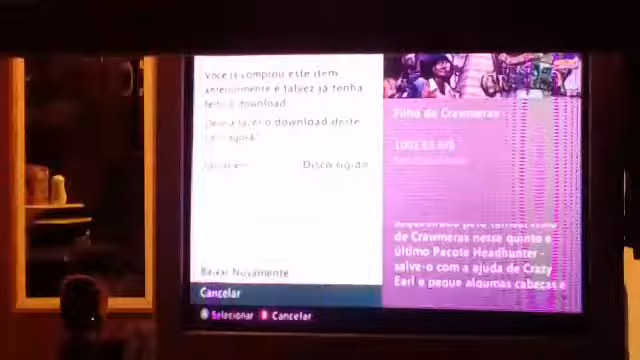 Você já comprou este item
anteriormente e talvez já tenha
feito o download.
Deseja fazer o download deste
item agora?
Disco rígido
Baixar Novamente
Cancelar
Selecionar B Cancelar
Filho de Crawmerax
de Crawmerax nesse quinto e
último Pacote Headhunter -
salve-o com a ajuda de Crazy
Earl e pegue algumas cabeças e